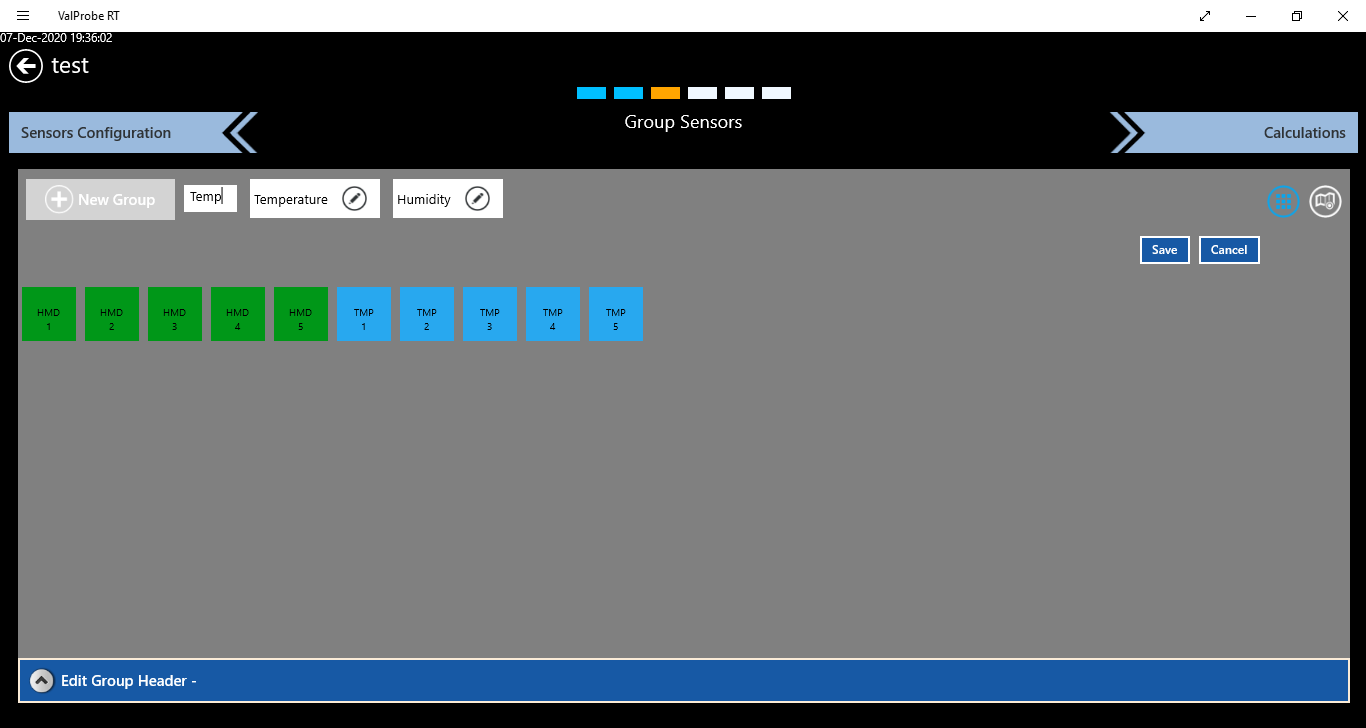 ValProbe RT
07-Dec-2020 19:36:02
test
Sensors Configuration
Group Sensors
Calculations
New Group
Temp
Temperature
Humidity
Save
Cancel
HMD
1
HMD
2
HMD
3
HMD
4
HMD
5
TMP
1
TMP
2
TMP
3
TMP
4
TMP
5
Edit Group Header -